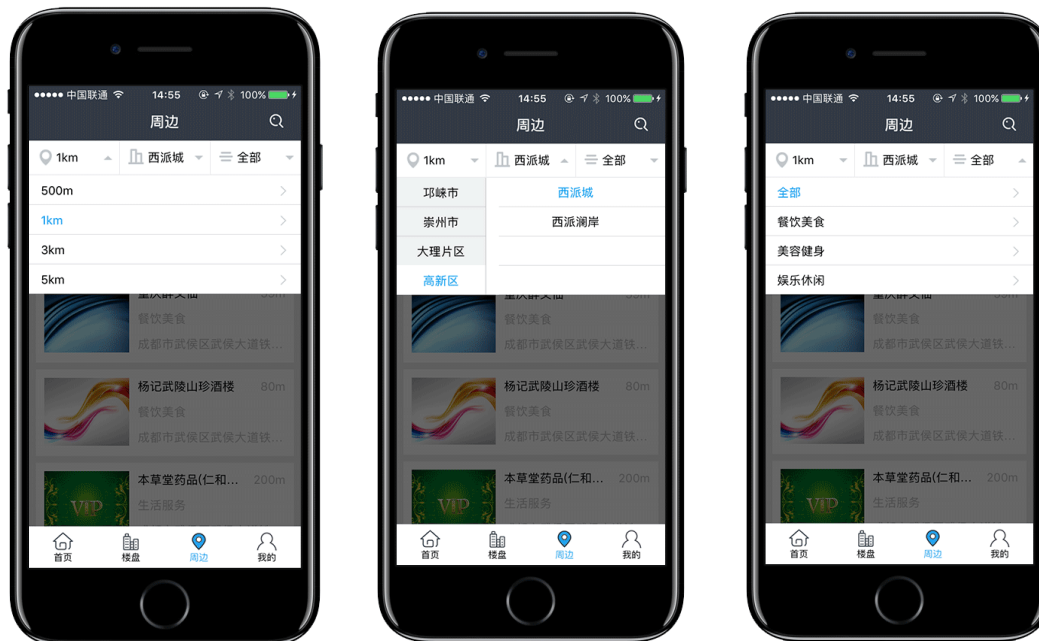 中国联通 14:55 100%
周边
1km 西派城 全部
500m
1km
3km
5km
餐饮美食
成都市武侯区武侯大道铁...
杨记武陵山珍酒楼 80m
餐饮美食
成都市武侯区武侯大道铁...
本草堂药品(仁和... 200m
生活服务
VIP
首页 楼盘 周边 我的
中国联通 14:55 100%
周边
1km 西派城 全部
邛崃市 西派城
崇州市 西派澜岸
大理片区
高新区
餐饮美食
成都市武侯区武侯大道铁...
杨记武陵山珍酒楼 80m
餐饮美食
成都市武侯区武侯大道铁...
本草堂药品(仁和... 200m
生活服务
VIP
首页 楼盘 周边 我的
中国联通 14:55 100%
周边
1km 西派城 全部
全部
餐饮美食
美容健身
娱乐休闲
餐饮美食
成都市武侯区武侯大道铁...
杨记武陵山珍酒楼 80m
餐饮美食
成都市武侯区武侯大道铁...
本草堂药品(仁和... 200m
生活服务
VIP
首页 楼盘 周边 我的